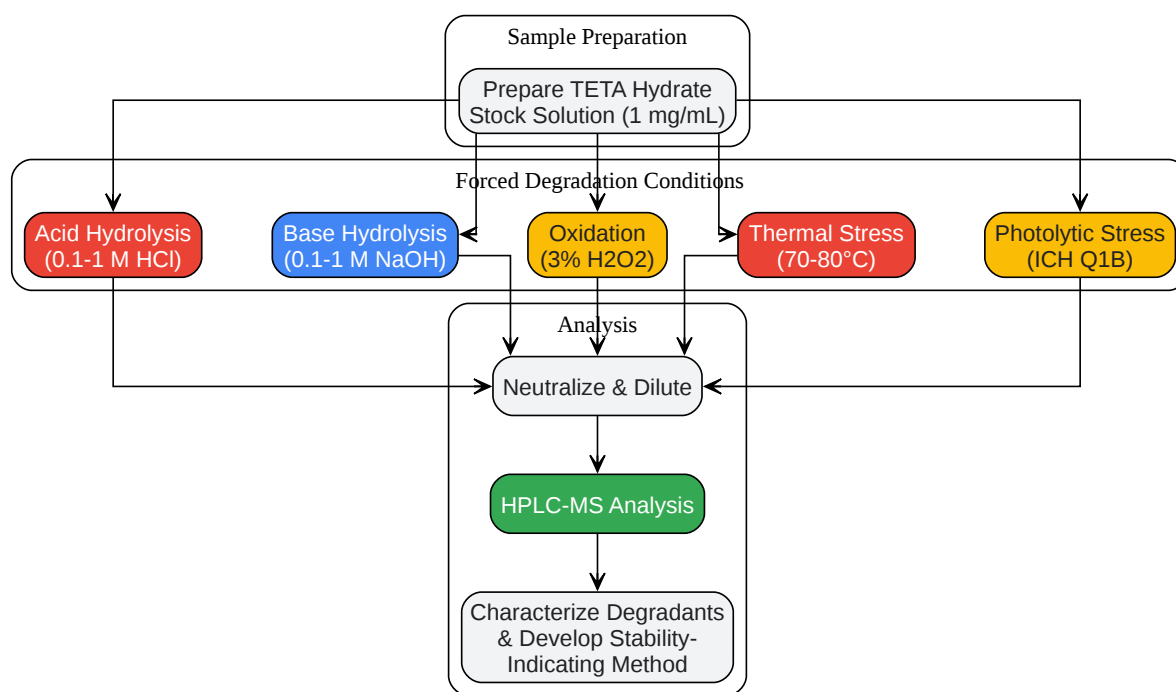 Sample Preparation
Prepare TETA Hydrate
Stock Solution (1 mg/mL)
Forced Degradation Conditions
Acid Hydrolysis
(0.1-1 M HCl)
Base Hydrolysis
(0.1-1 M NaOH)
Oxidation
(3% H2O2)
Thermal Stress
(70-80°C)
Photolytic Stress
(ICH Q1B)
Analysis
Neutralize & Dilute
HPLC-MS Analysis
Characterize Degradants
& Develop Stability-
Indicating Method